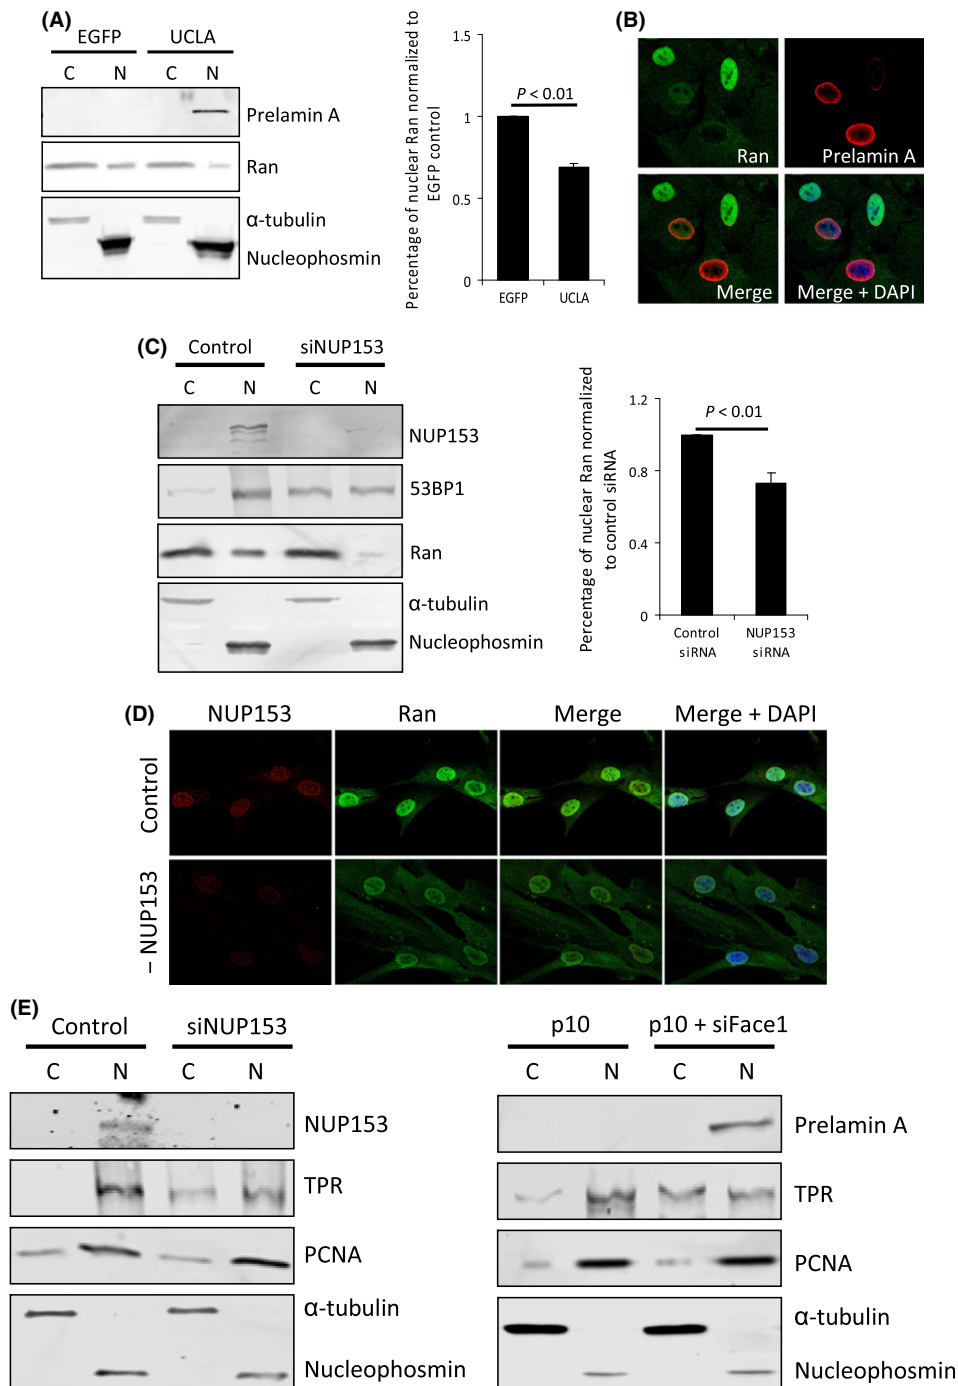 (A)
EGFP UCLA
C N C N
Prelamin A
Ran
α-tubulin
Nucleophosmin
Percentage of nuclear Ran normalized to
EGFP control
1.5
1
0.5
0
P < 0.01
EGFP UCLA
(B)
Ran
Prelamin A
Merge
Merge + DAPI
(C)
Control siNUP153
C N C N
NUP153
53BP1
Ran
α-tubulin
Nucleophosmin
Percentage of nuclear Ran normalized
to control siRNA
1.2
0.8
0.4
0
P < 0.01
Control
siRNA
NUP153
siRNA
(D)
NUP153 Ran Merge Merge + DAPI
Control
– NUP153
(E)
Control siNUP153
C N C N
NUP153
TPR
PCNA
α-tubulin
Nucleophosmin
p10 p10 + siFace1
C N C N
Prelamin A
TPR
PCNA
α-tubulin
Nucleophosmin